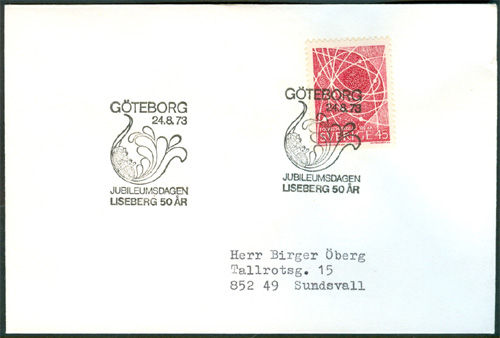 GÖTEBORG
24.8.73
JUBILEUMSDAGEN
LISEBERG 50 ÅR
GÖTEBORG
24.8.73
SVERIGE 45
JUBILEUMSDAGEN
LISEBERG 50 ÅR
Herr Birger Öberg
Tallrotsg. 15
852 49 Sundsvall